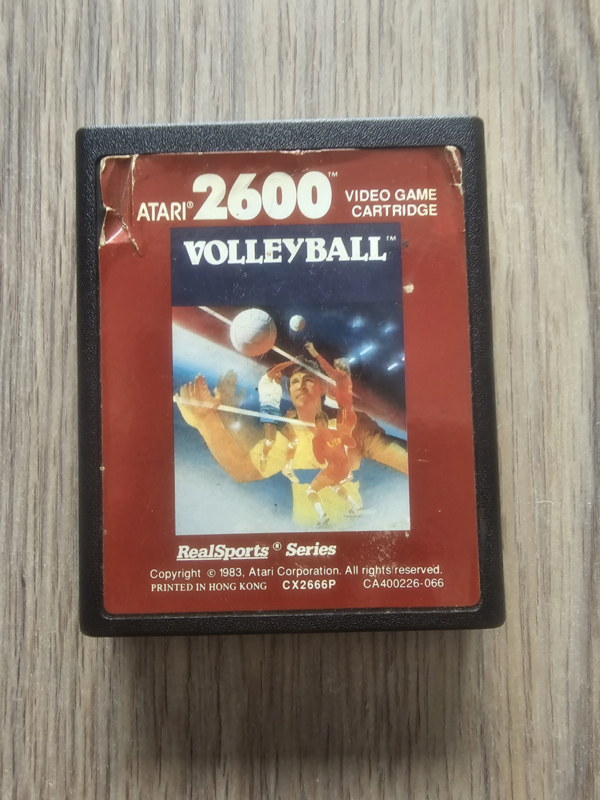 ATARI® 2600™ VIDEO GAME CARTRIDGE
VOLLEYBALL™
RealSports® Series
Copyright © 1983, Atari Corporation. All rights reserved.
PRINTED IN HONG KONG CX2666P CA400226-066